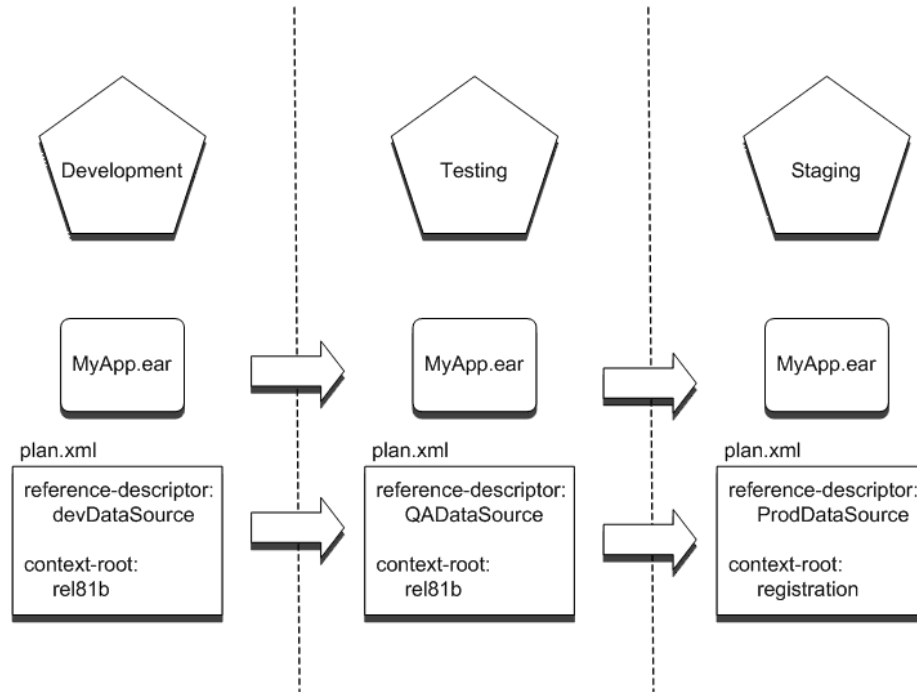 Development
Testing
Staging
MyApp.ear
MyApp.ear
MyApp.ear
plan.xml
reference-descriptor:
devDataSource
context-root:
rel81b
plan.xml
reference-descriptor:
QADataSource
context-root:
rel81b
plan.xml
reference-descriptor:
ProdDataSource
context-root:
registration